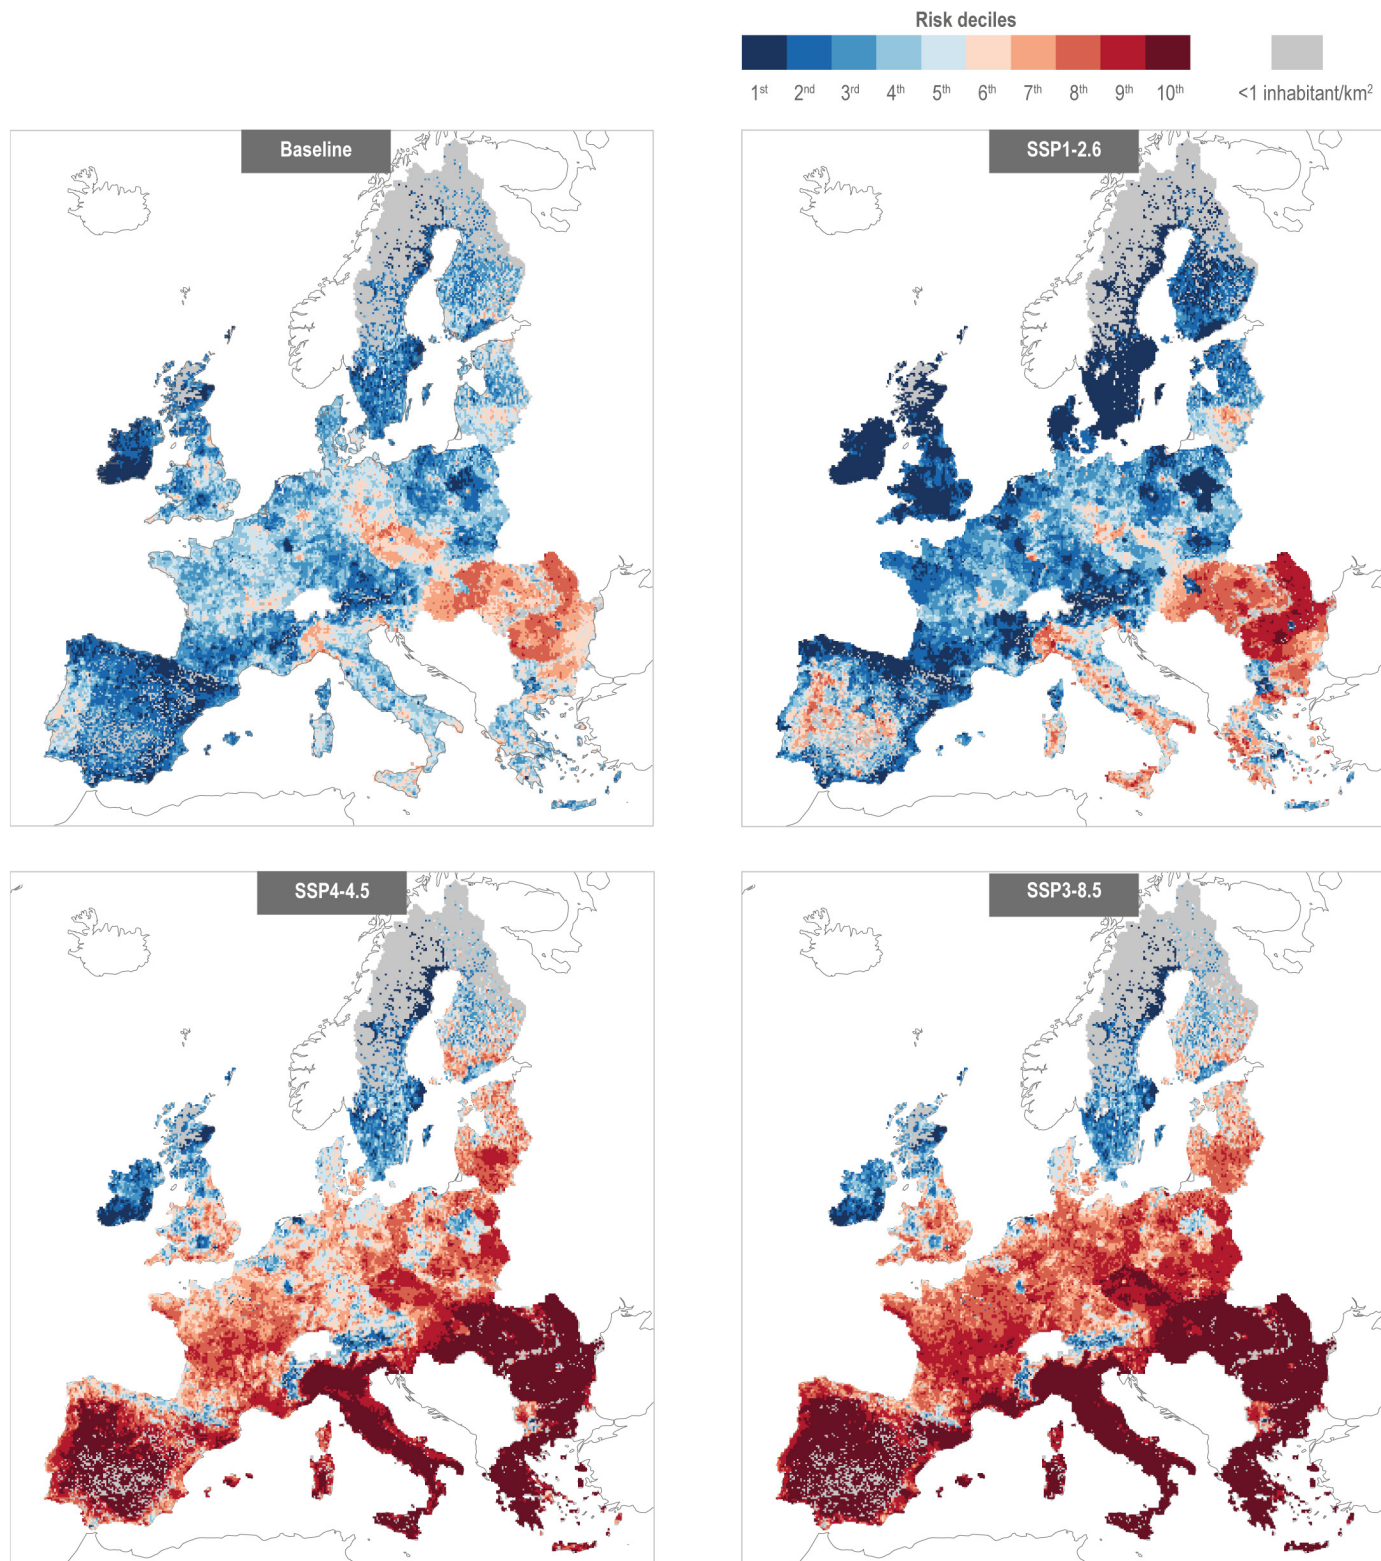 Risk deciles
1st 2nd 3rd 4th 5th 6th 7th 8th 9th 10th <1 inhabitant/km²
Baseline
SSP1-2.6
SSP4-4.5
SSP3-8.5